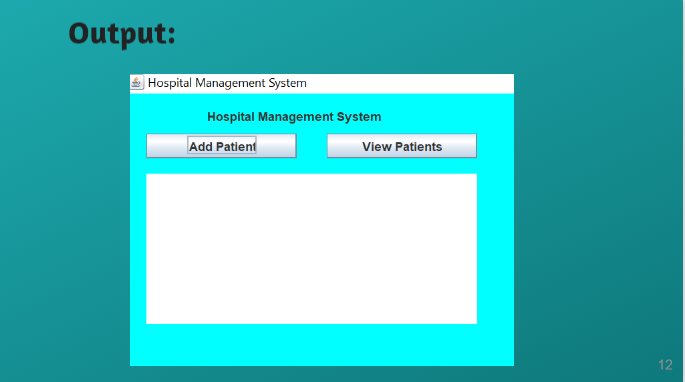 Output:
Hospital Management System
Hospital Management System
Add Patient
View Patients
12